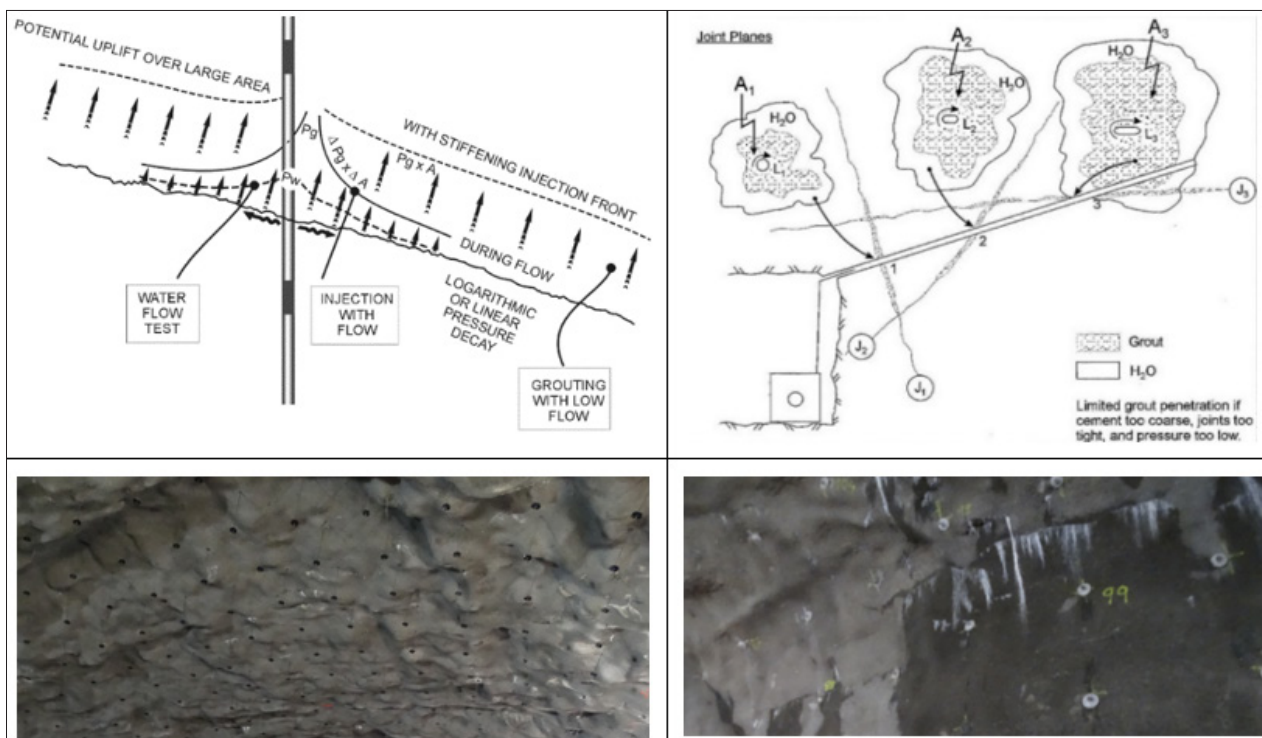 POTENTIAL UPLIFT OVER LARGE AREA
Pg
Δ Pg x Δ A
Pg x A
WITH STIFFENING INJECTION FRONT
Pw
DURING FLOW
LOGARITHMIC
OR LINEAR
PRESSURE
DECAY
WATER
FLOW
TEST
INJECTION
WITH
FLOW
GROUTING
WITH LOW
FLOW
Joint Planes
A1
H2O
L1
A2
H2O
L2
A3
H2O
L3
1
2
3
J3
J2
J1
Grout
H2O
Limited grout penetration if
cement too coarse, joints too
tight, and pressure too low.
99